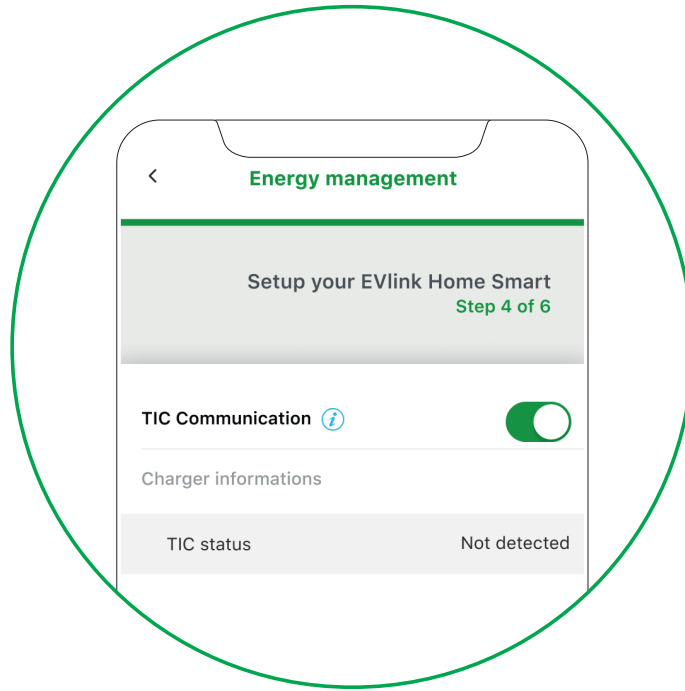 Energy management
Setup your EVlink Home Smart
Step 4 of 6
TIC Communication i
Charger informations
TIC status Not detected